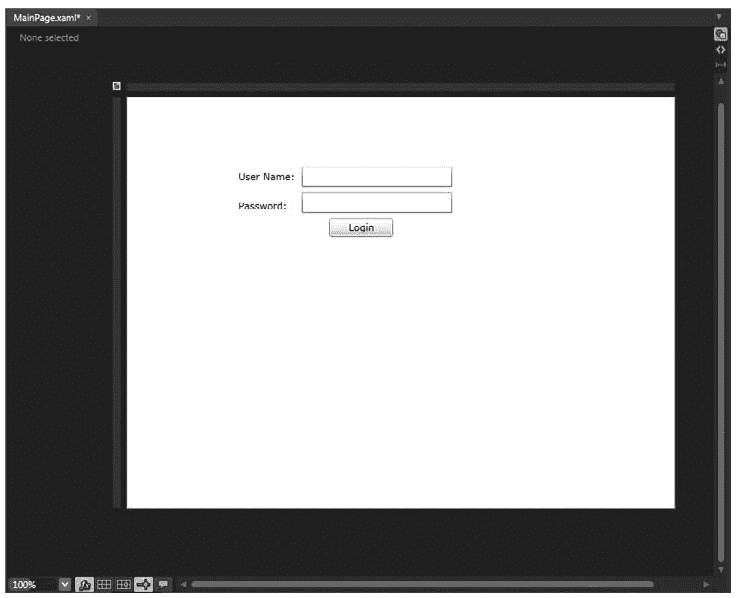 MainPage.xaml* ×
None selected
User Name:
Password:
Login
100%